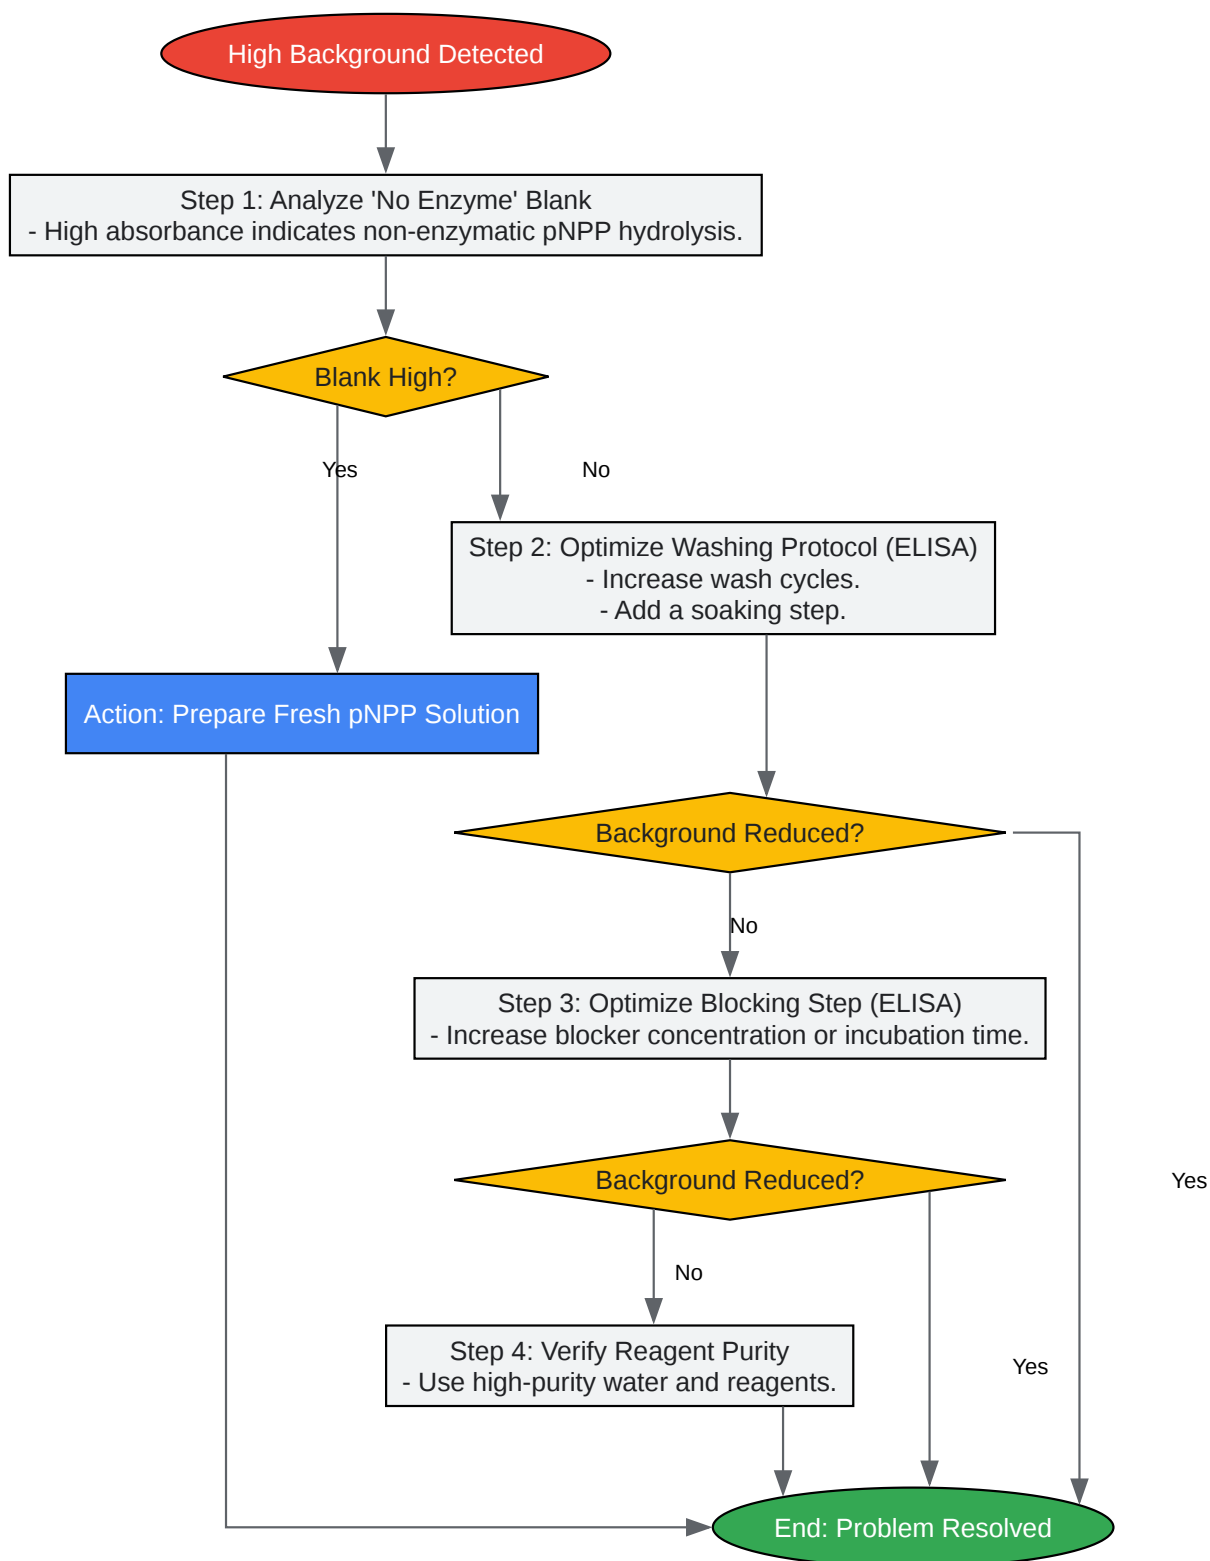 High Background Detected
Step 1: Analyze 'No Enzyme' Blank
- High absorbance indicates non-enzymatic pNPP hydrolysis.
Blank High?
Yes
No
Step 2: Optimize Washing Protocol (ELISA)
- Increase wash cycles.
- Add a soaking step.
Action: Prepare Fresh pNPP Solution
Background Reduced?
No
Step 3: Optimize Blocking Step (ELISA)
- Increase blocker concentration or incubation time.
Background Reduced?
Yes
No
Step 4: Verify Reagent Purity
- Use high-purity water and reagents.
Yes
End: Problem Resolved